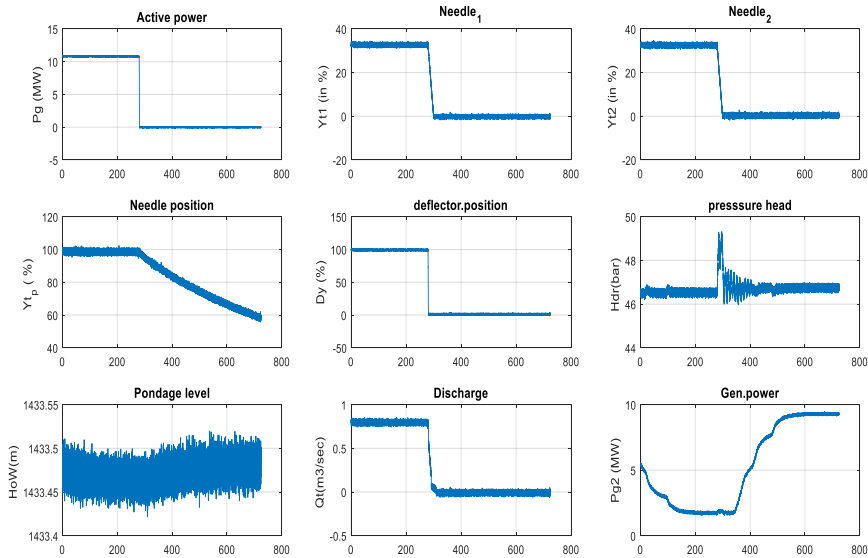 Active power
Needle1
Needle2
15
10
5
0
-5
Pg (MW)
0 200 400 600 800
40
20
0
-20
Yt1 (in %)
0 200 400 600 800
40
20
0
-20
Yt2 (in %)
0 200 400 600 800
Needle position
deflector.position
presssure head
120
100
80
60
40
Ytp ( %)
0 200 400 600 800
150
100
50
0
-50
Dy (%)
0 200 400 600 800
50
48
46
44
Hdr(bar)
0 200 400 600 800
Pondage level
Discharge
Gen.power
1433.55
1433.5
1433.45
1433.4
HoW(m)
0 200 400 600 800
1
0.5
0
-0.5
Qt(m3/sec)
0 200 400 600 800
10
5
0
Pg2 (MW)
0 200 400 600 800